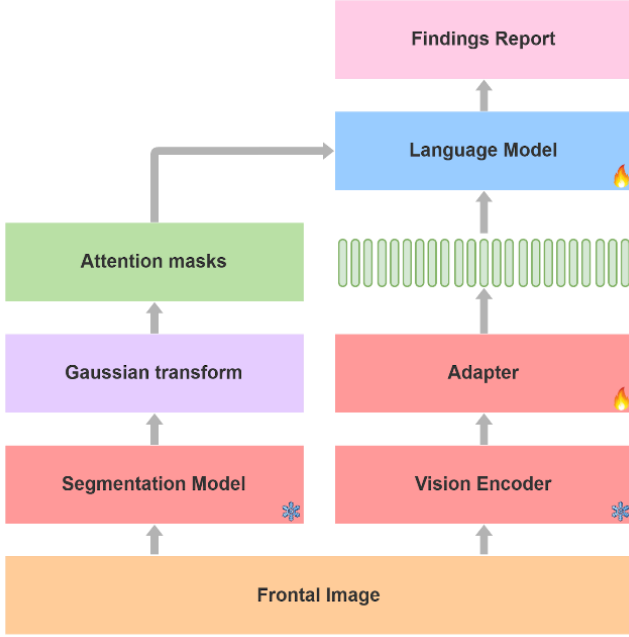 Findings Report
Language Model
Attention masks
Gaussian transform
Adapter
Segmentation Model
Vision Encoder
Frontal Image